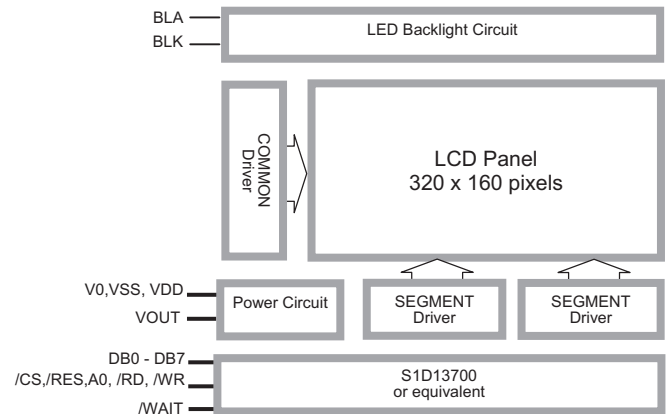 BLA
BLK
LED Backlight Circuit
COMMON
Driver
LCD Panel
320 x 160 pixels
V0,VSS, VDD
VOUT
Power Circuit
SEGMENT
Driver
SEGMENT
Driver
DB0 - DB7
/CS,/RES,A0, /RD, /WR
/WAIT
S1D13700
or equivalent